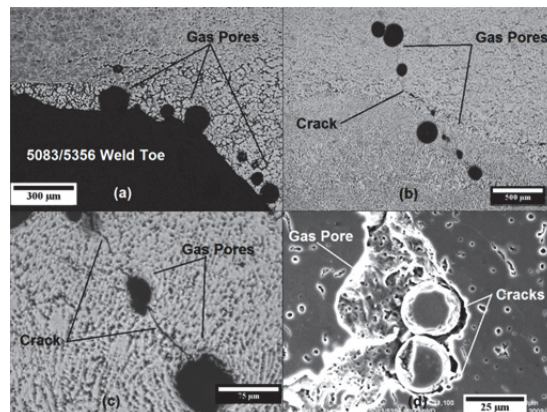 Gas Pores
5083/5356 Weld Toe
300 µm
(a)
Gas Pores
Crack
500 µm
(b)
Gas Pores
Crack
75 µm
(c)
Gas Pore
Cracks
(d)
25 µm